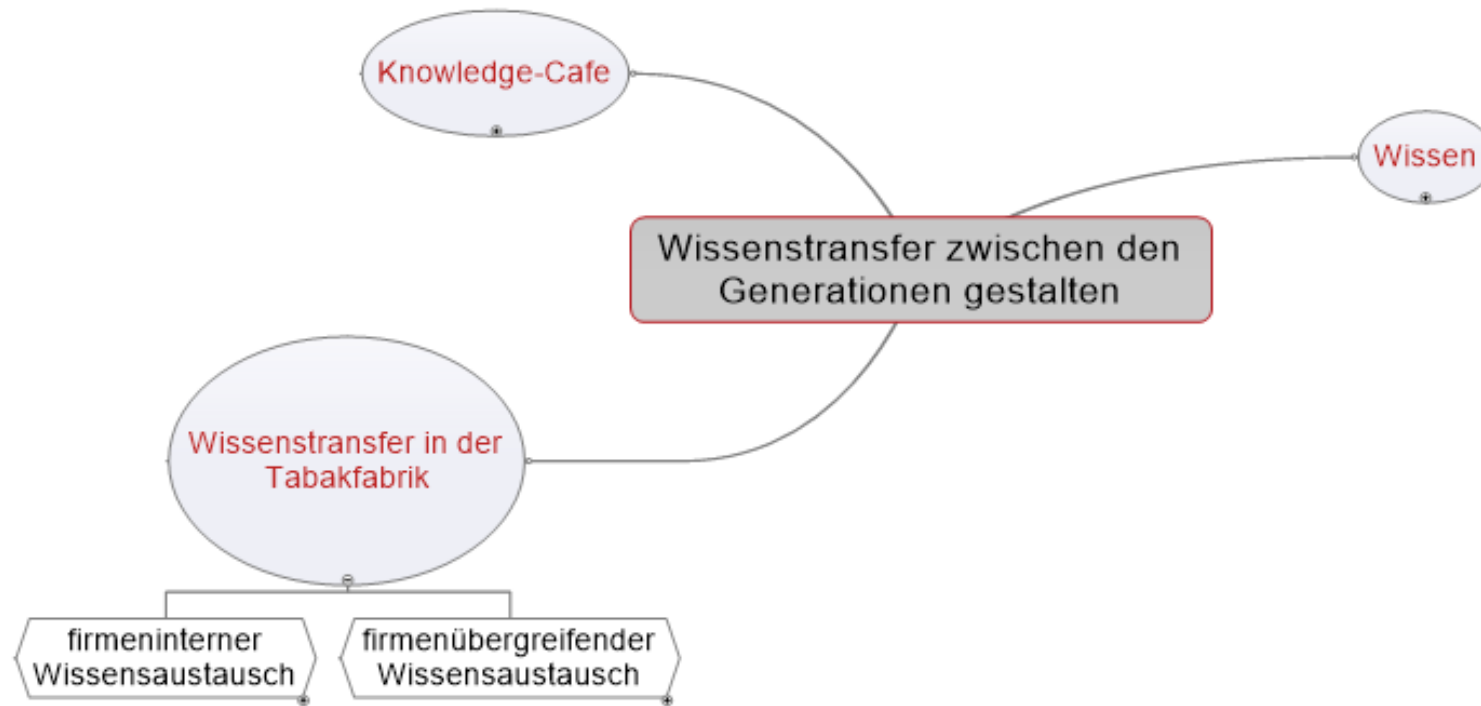 Knowledge-Cafe
Wissen
Wissenstransfer zwischen den
Generationen gestalten
Wissenstransfer in der
Tabakfabrik
firmeninterner
Wissensaustausch
firmenübergreifender
Wissensaustausch